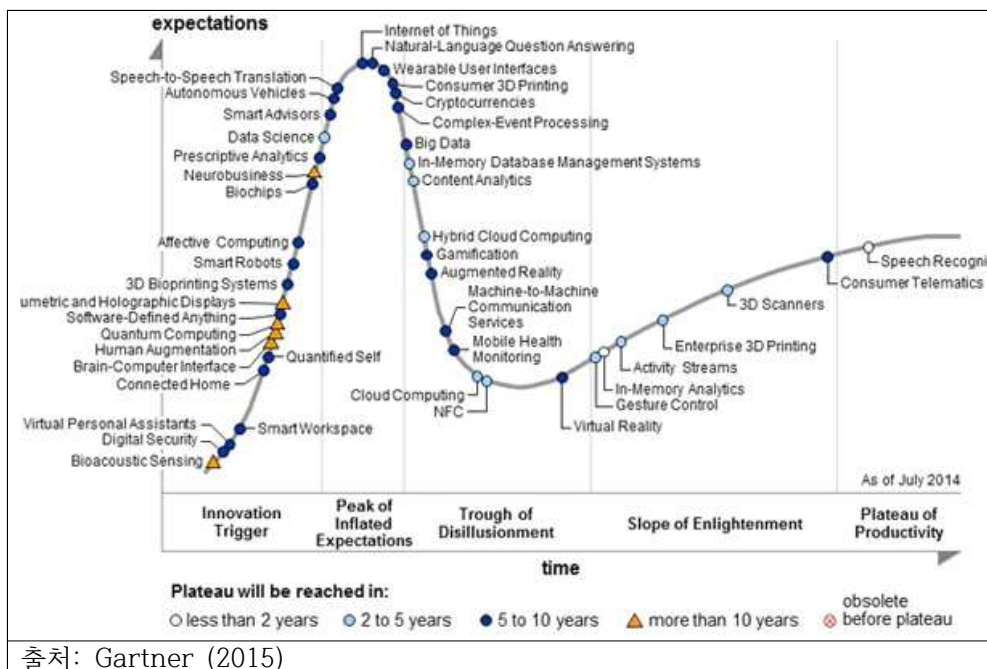 expectations
Internet of Things
Natural-Language Question Answering
Wearable User Interfaces
Consumer 3D Printing
Cryptocurrencies
Complex-Event Processing
Big Data
In-Memory Database Management Systems
Content Analytics
Hybrid Cloud Computing
Gamification
Augmented Reality
Machine-to-Machine
Communication
Services
Mobile Health
Monitoring
Speech-to-Speech Translation
Autonomous Vehicles
Smart Advisors
Data Science
Prescriptive Analytics
Neurobusiness
Biochips
Affective Computing
Smart Robots
3D Bioprinting Systems
umetric and Holographic Displays
Software-Defined Anything
Quantum Computing
Human Augmentation
Brain-Computer Interface
Quantified Self
Connected Home
Virtual Personal Assistants
Smart Workspace
Digital Security
Bioacoustic Sensing
Cloud Computing
NFC
Virtual Reality
Gesture Control
In-Memory Analytics
Activity Streams
Enterprise 3D Printing
3D Scanners
Consumer Telematics
Speech Recogni
As of July 2014
Innovation
Trigger
Peak of
Inflated
Expectations
Trough of
Disillusionment
Slope of Enlightenment
Plateau of
Productivity
time
Plateau will be reached in:
less than 2 years
2 to 5 years
5 to 10 years
more than 10 years
obsolete
before plateau
출처: Gartner (2015)